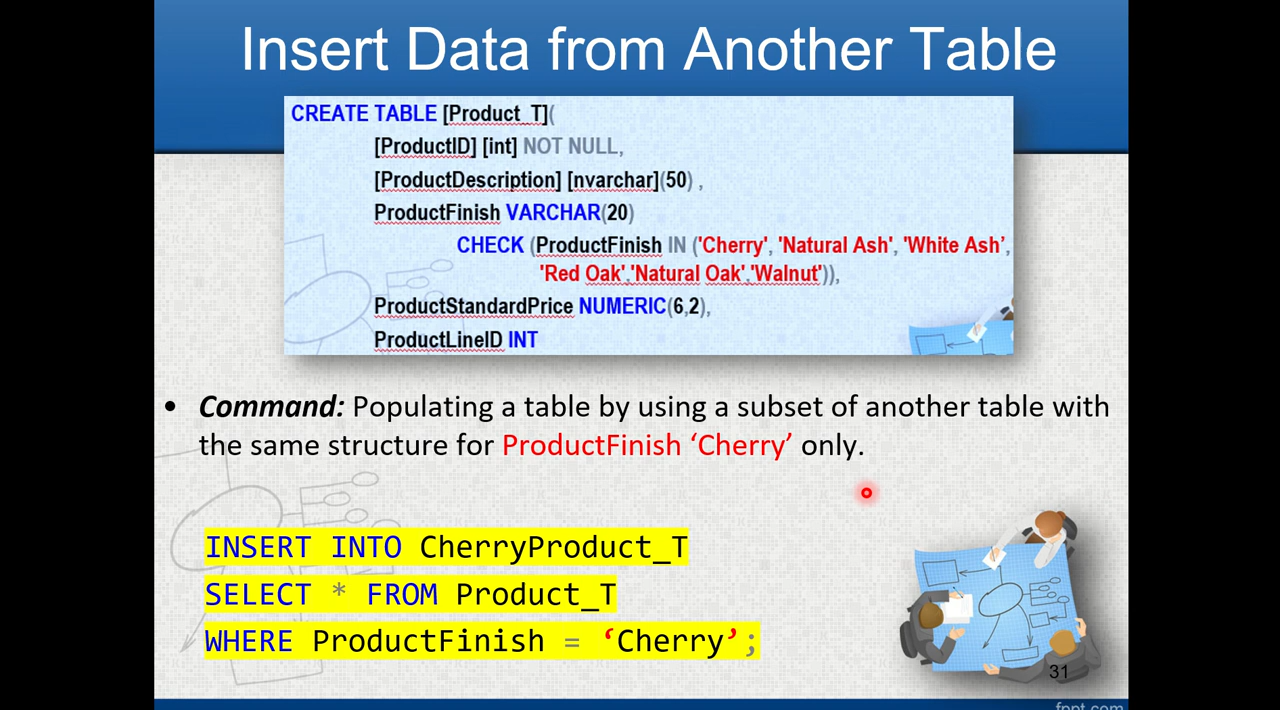 Insert Data from Another Table
CREATE TABLE [Product_T](
[ProductID] [int] NOT NULL,
[ProductDescription] [nvarchar](50) ,
ProductFinish VARCHAR(20)
CHECK (ProductFinish IN ('Cherry', 'Natural Ash', 'White Ash’,
'Red Oak','Natural Oak','Walnut')),
ProductStandardPrice NUMERIC(6,2),
ProductLineID INT
• Command: Populating a table by using a subset of another table with
the same structure for ProductFinish ‘Cherry’ only.
INSERT INTO CherryProduct_T
SELECT * FROM Product_T
WHERE ProductFinish = ‘Cherry’;
31
fppt.com